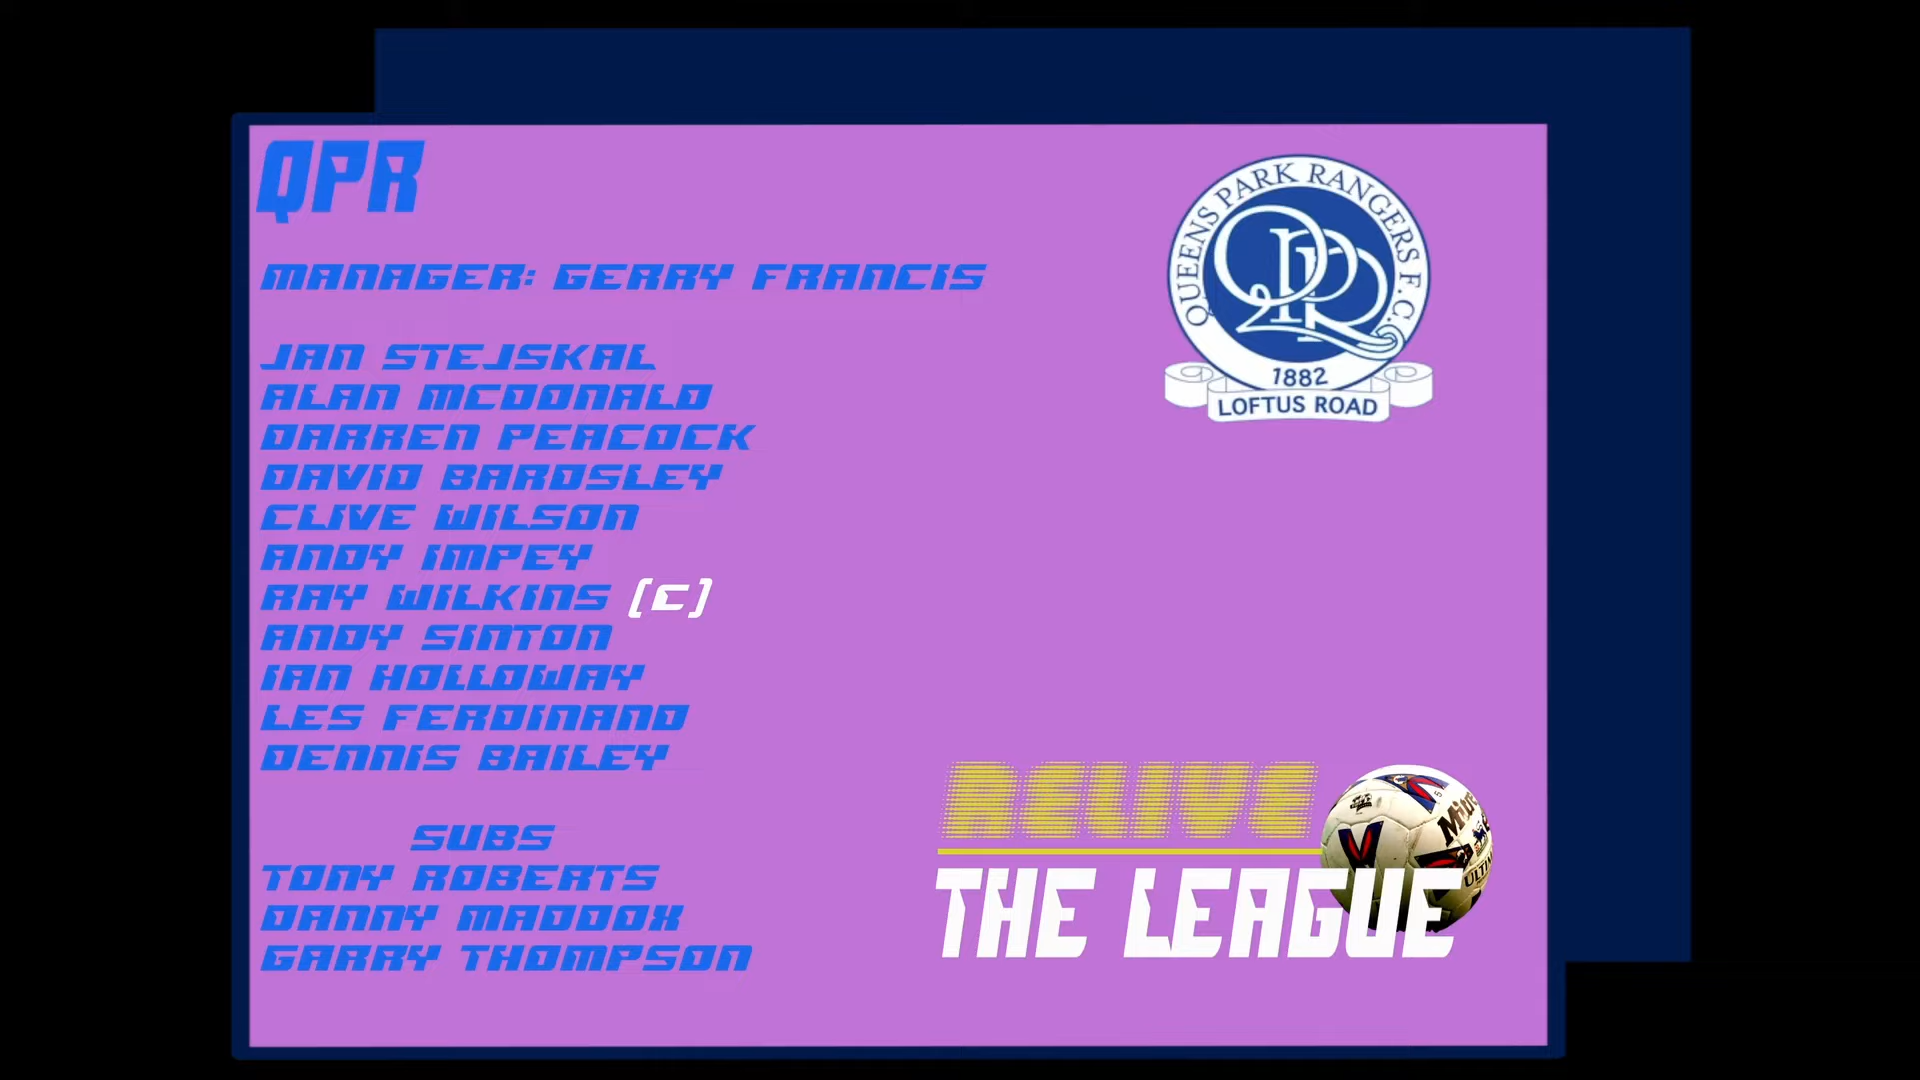 QPR
MANAGER: GERRY FRANCIS
JAN STEJSKAL
ALAN MCDONALD
DARREN PEACOCK
DAVID BARDSLEY
CLIVE WILSON
ANDY IMPEY
RAY WILKINS (C)
ANDY SINTON
IAN HOLLOWAY
LES FERDINAND
DENNIS BAILEY
SUBS
TONY ROBERTS
DANNY MADDOX
GARRY THOMPSON
QUEENS PARK RANGERS F.C.
QPR
1882
LOFTUS ROAD
RELIVE
THE LEAGUE
Mitre